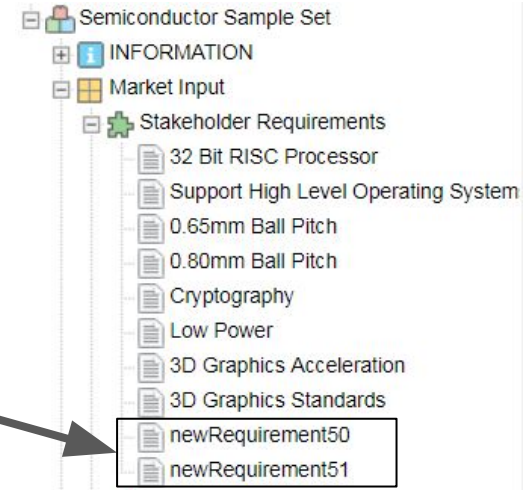 Semiconductor Sample Set
INFORMATION
Market Input
Stakeholder Requirements
32 Bit RISC Processor
Support High Level Operating System
0.65mm Ball Pitch
0.80mm Ball Pitch
Cryptography
Low Power
3D Graphics Acceleration
3D Graphics Standards
newRequirement50
newRequirement51